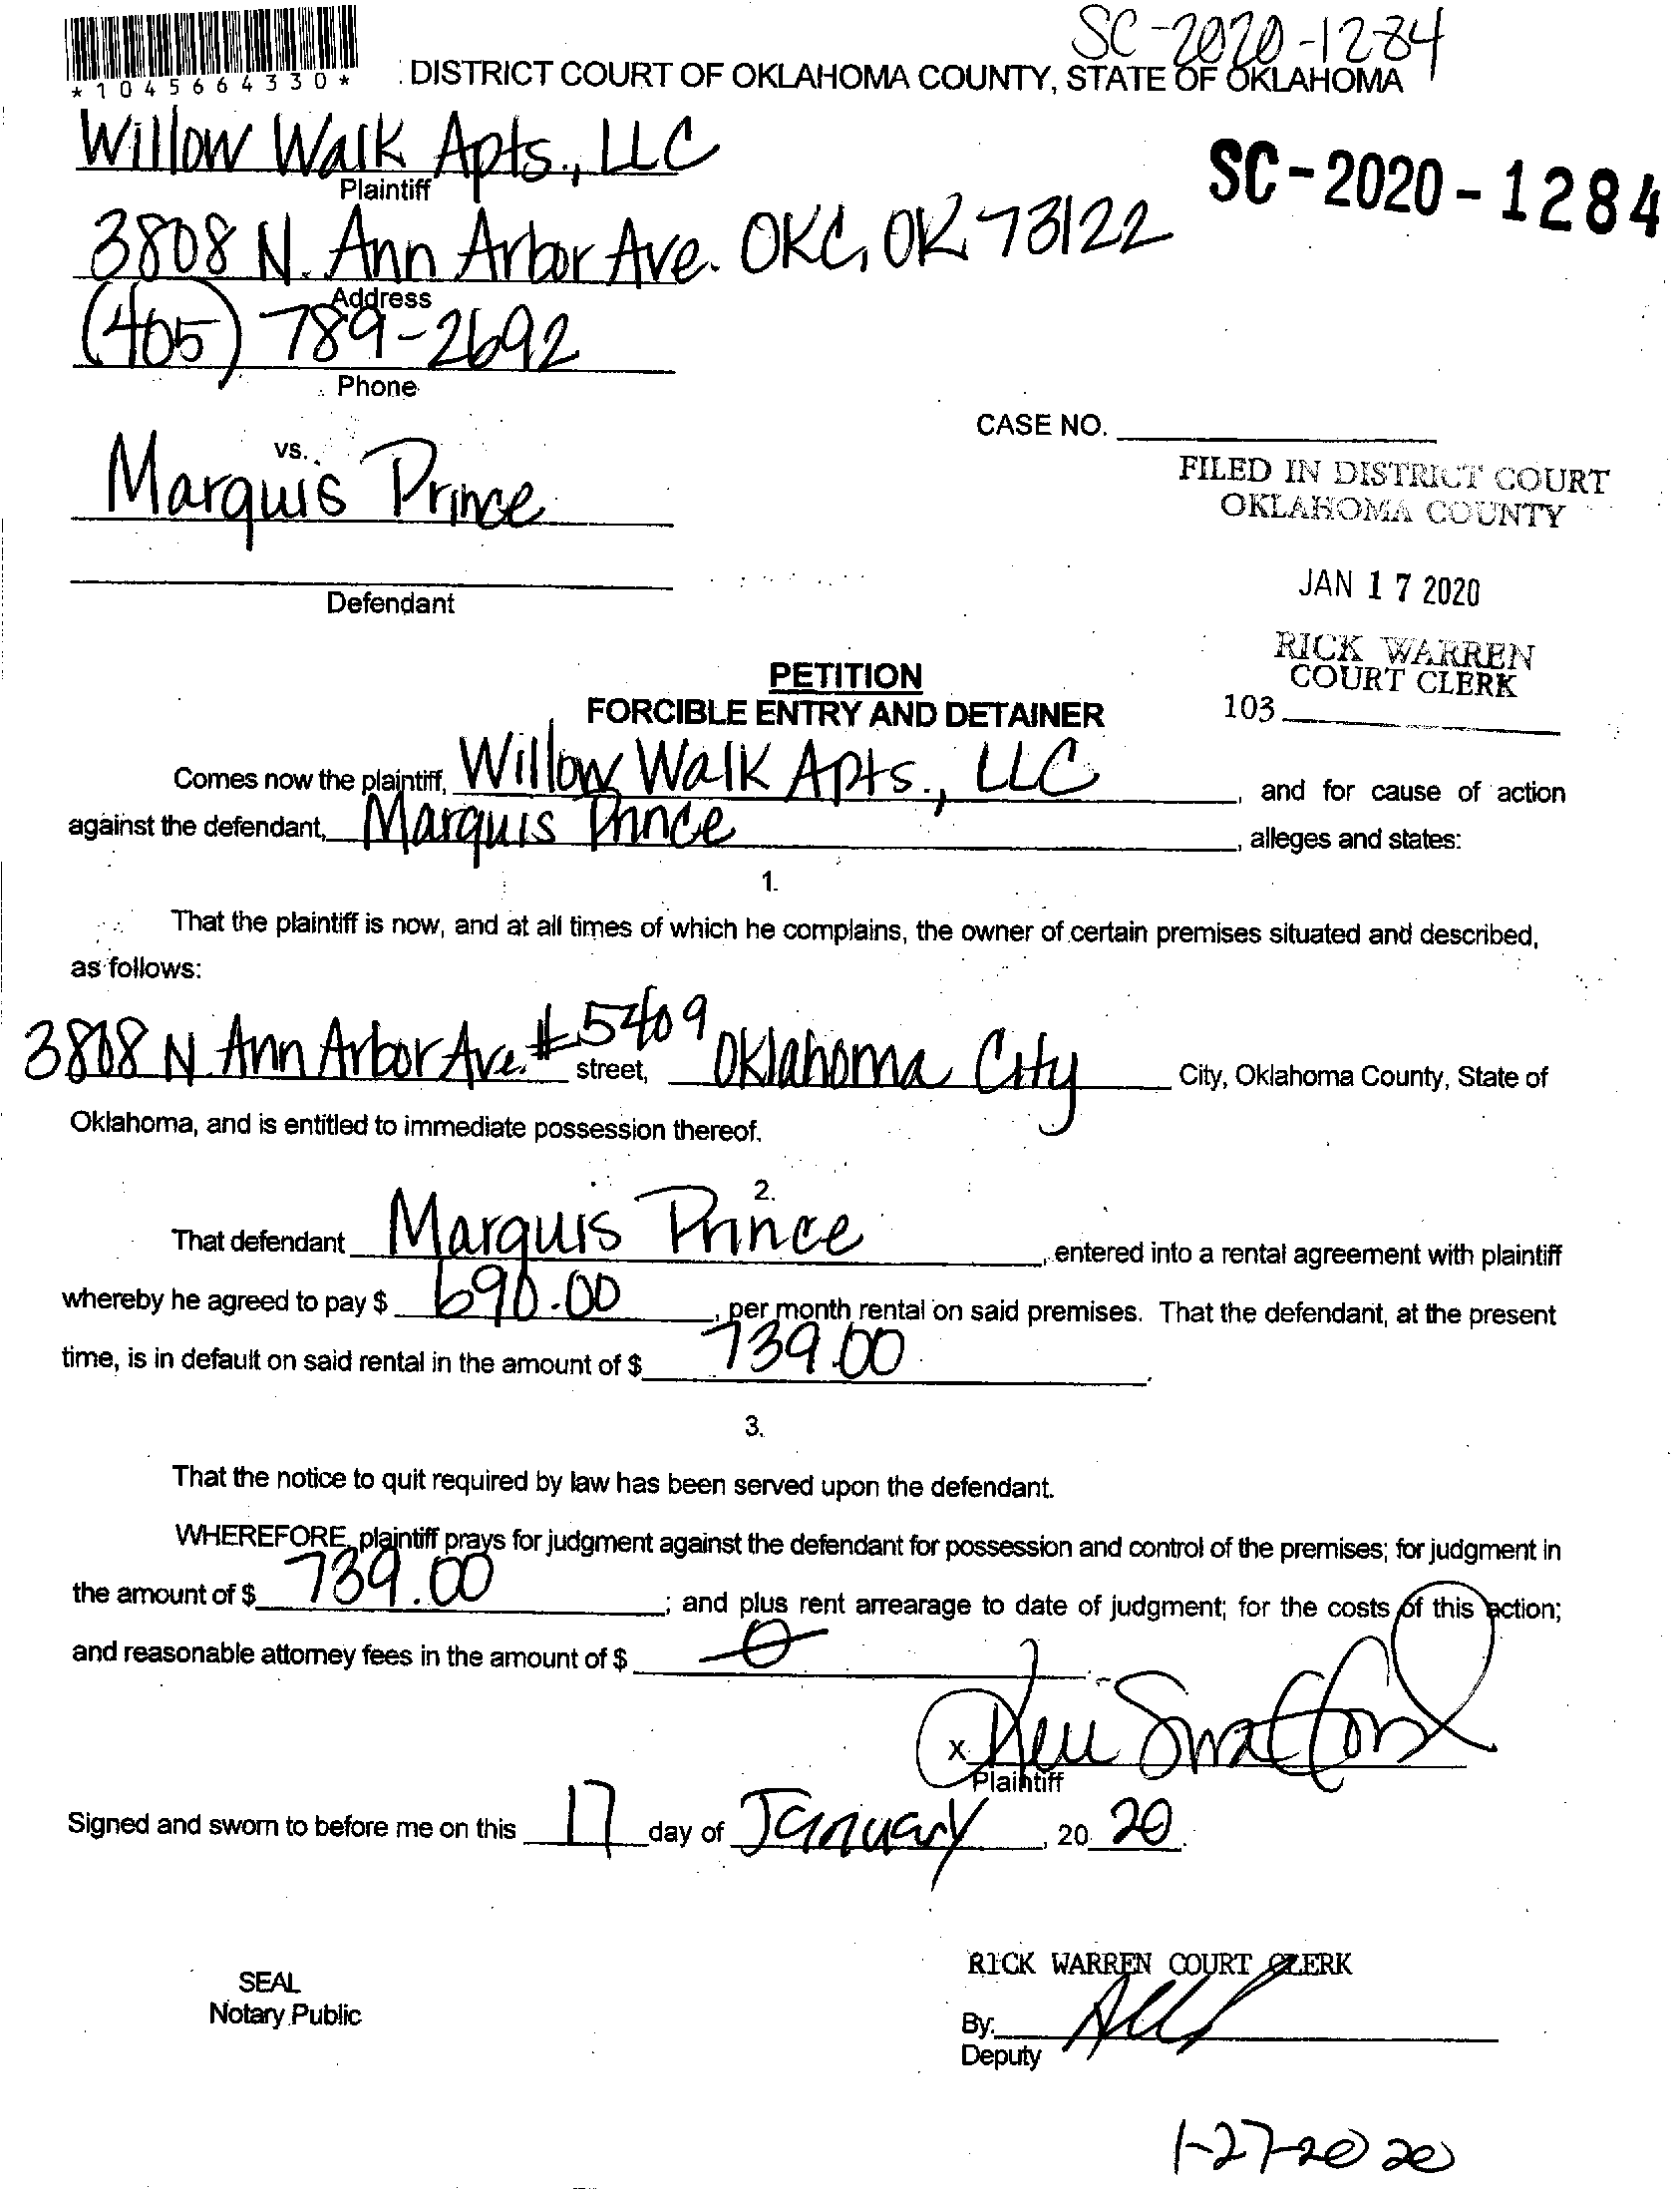 SC-2020-1284
*1045664330*
DISTRICT COURT OF OKLAHOMA COUNTY, STATE OF OKLAHOMA
Willow Walk Apts., LLC
Plaintiff
SC-2020-1284
3808 N. Ann Arbor Ave. OKC, OK 73122
Address
(405) 789-2692
Phone
CASE NO.
vs.
Marquis Prince
FILED IN DISTRICT COURT
OKLAHOMA COUNTY
Defendant
JAN 17 2020
RICK WARREN
COURT CLERK
103
PETITION
FORCIBLE ENTRY AND DETAINER
Comes now the plaintiff, Willow Walk Apts., LLC, and for cause of action
against the defendant, Marquis Prince, alleges and states:
1.
That the plaintiff is now, and at all times of which he complains, the owner of certain premises situated and described,
as follows:
3808 N. Ann Arbor Ave. #5409 street, Oklahoma City City, Oklahoma County, State of
Oklahoma, and is entitled to immediate possession thereof.
2.
That defendant Marquis Prince, entered into a rental agreement with plaintiff
whereby he agreed to pay $ 690.00, per month rental on said premises. That the defendant, at the present
time, is in default on said rental in the amount of $ 739.00.
3.
That the notice to quit required by law has been served upon the defendant.
WHEREFORE, plaintiff prays for judgment against the defendant for possession and control of the premises; for judgment in
the amount of $ 739.00; and plus rent arrearage to date of judgment; for the costs of this action;
and reasonable attorney fees in the amount of $ 0
x
Plaintiff
Signed and sworn to before me on this 17 day of January, 20 20.
RICK WARREN COURT CLERK
SEAL
Notary Public
By:
Deputy
1-27-2020